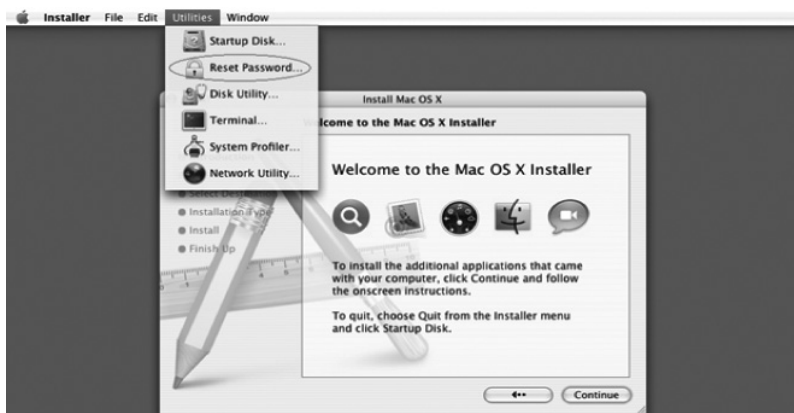 Installer File Edit Utilities Window
Startup Disk...
Reset Password...
Disk Utility...
Terminal...
System Profiler...
Network Utility...
Install Mac OS X
lcome to the Mac OS X Installer
Select Des
Installation Type
Install
Finish Up
Welcome to the Mac OS X Installer
To install the additional applications that came
with your computer, click Continue and follow
the onscreen instructions.
To quit, choose Quit from the Installer menu
and click Startup Disk.
Continue